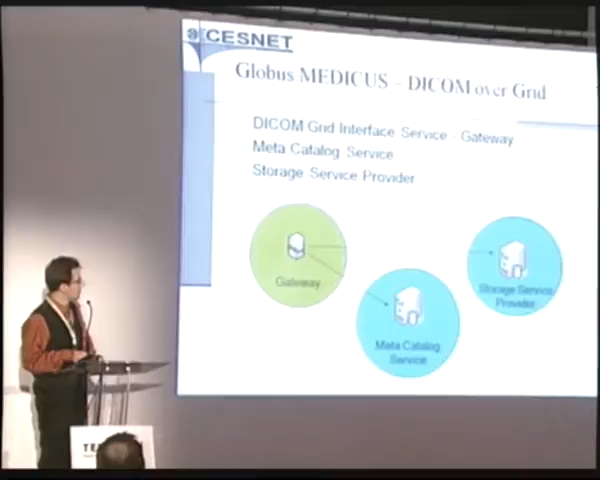 CESNET
Globus MEDICUS – DICOM over Grid
DICOM Grid Interface Service - Gateway
Meta Catalog Service
Storage Service Provider
Gateway
Storage Service
Provider
Meta Catalog
Service